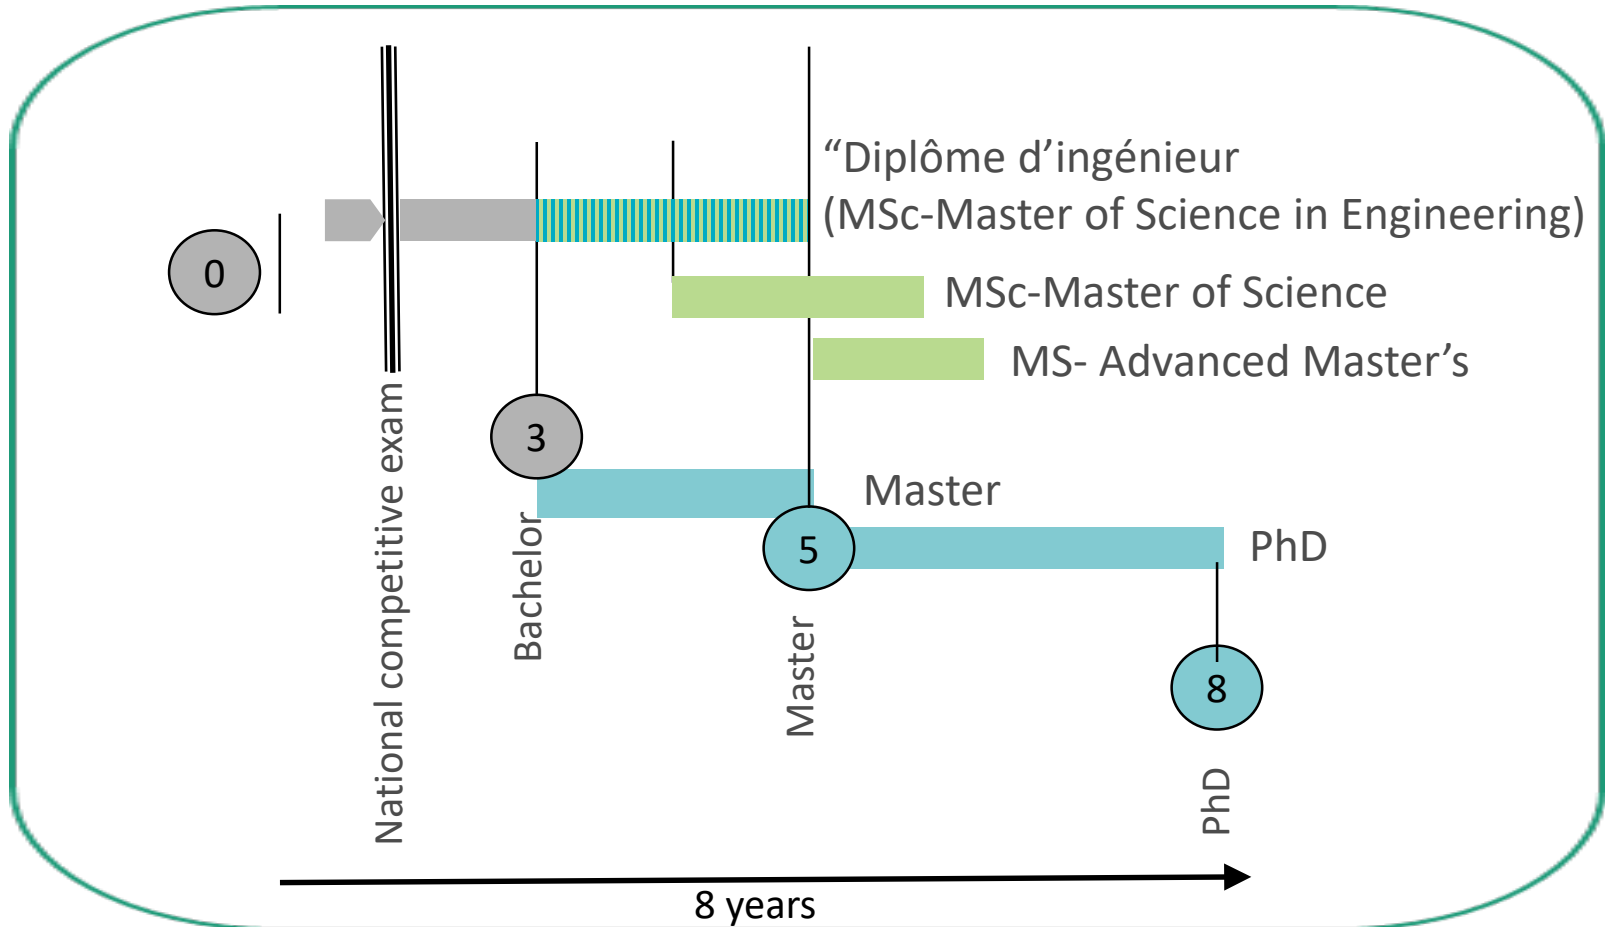 “Diplôme d’ingénieur
(MSc-Master of Science in Engineering)
0
MSc-Master of Science
MS- Advanced Master’s
National competitive exam
3
Bachelor
Master
5
PhD
Master
8
PhD
8 years